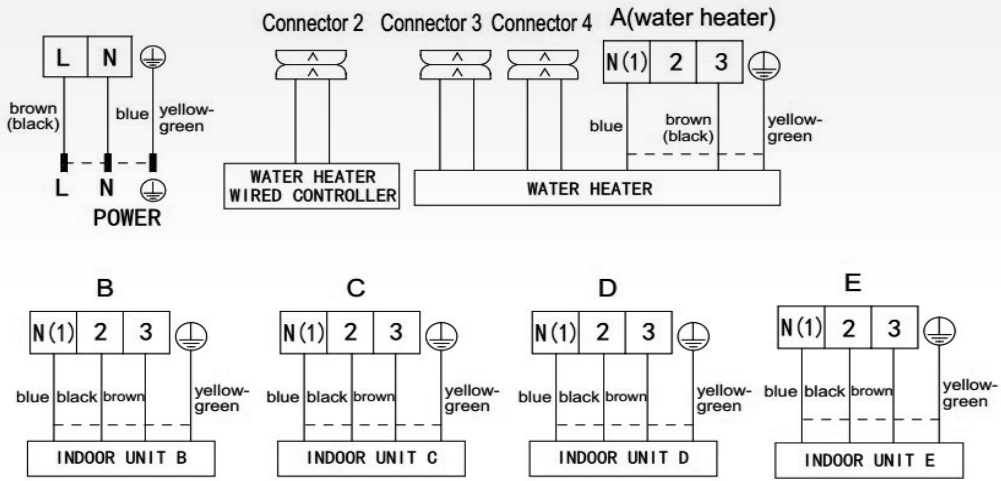 Connector 2 Connector 3 Connector 4 A(water heater)
L N
N(1) 2 3
brown
(black)
blue
yellow-
green
blue
brown
(black)
yellow-
green
L N
POWER
WATER HEATER
WIRED CONTROLLER
WATER HEATER
B C D E
N(1) 2 3
blue black brown yellow-
green
INDOOR UNIT B
N(1) 2 3
blue black brown yellow-
green
INDOOR UNIT C
N(1) 2 3
blue black brown yellow-
green
INDOOR UNIT D
N(1) 2 3
blue black brown yellow-
green
INDOOR UNIT E